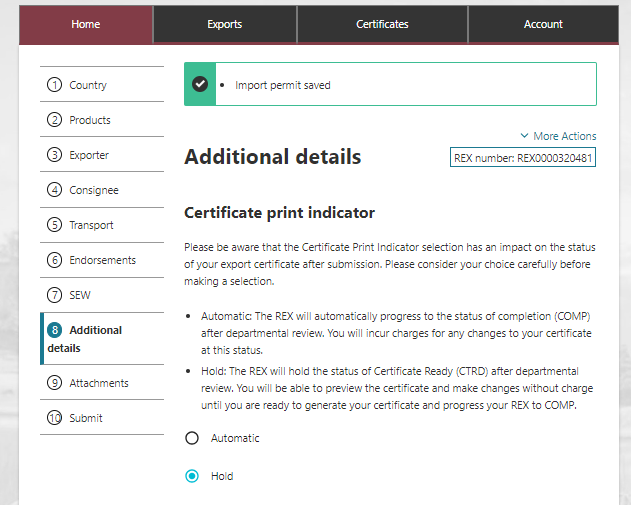 Home Exports Certificates Account
1 Country
2 Products
3 Exporter
4 Consignee
5 Transport
6 Endorsements
7 SEW
8 Additional
details
9 Attachments
10 Submit
• Import permit saved
More Actions
Additional details
REX number: REX0000320481
Certificate print indicator
Please be aware that the Certificate Print Indicator selection has an impact on the status
of your export certificate after submission. Please consider your choice carefully before
making a selection.
• Automatic: The REX will automatically progress to the status of completion (COMP)
after departmental review. You will incur charges for any changes to your certificate
at this status.
• Hold: The REX will hold the status of Certificate Ready (CTRD) after departmental
review. You will be able to preview the certificate and make changes without charge
until you are ready to generate your certificate and progress your REX to COMP.
Automatic
Hold